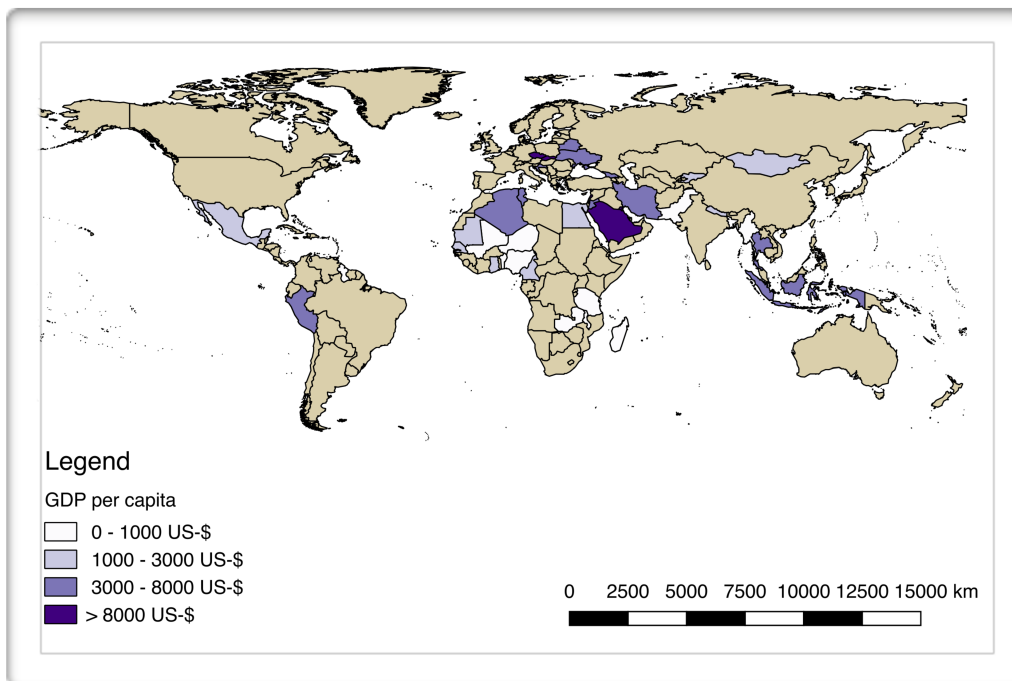 Legend
GDP per capita
0 - 1000 US-$
1000 - 3000 US-$
3000 - 8000 US-$
> 8000 US-$
0 2500 5000 7500 10000 12500 15000 km